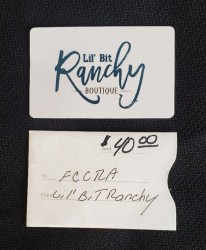 Lil' Bit
Ranchy
BOUTIQUE
$40.00
FCCRA
Lil' BiT Ranchy